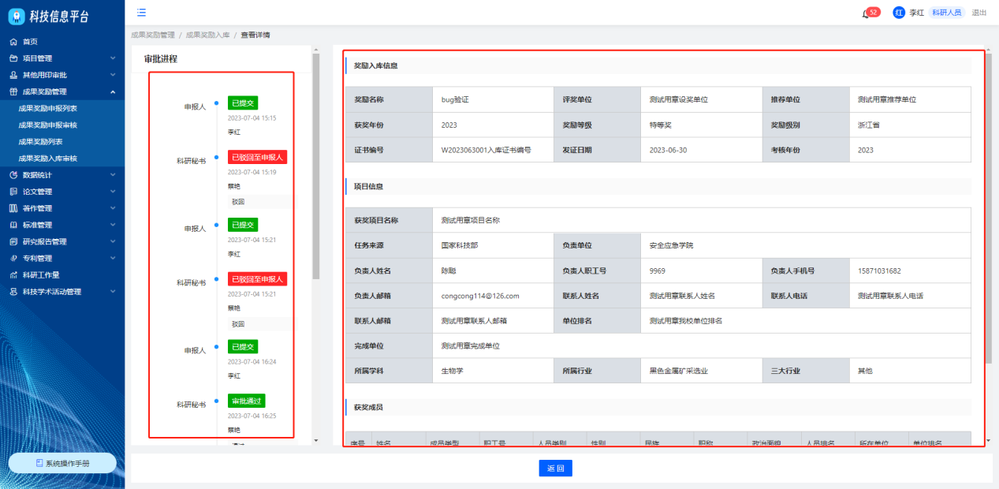 科技信息平台
首页
项目管理
其他用印审批
成果奖励管理
成果奖励申报列表
成果奖励申报审核
成果奖励列表
成果奖励入库审核
数据统计
论文管理
著作管理
标准管理
研究报告管理
专利管理
科研工作量
科技学术活动管理
系统操作手册
52 红 李红 科研人员 退出
成果奖励管理 / 成果奖励入库 / 查看详情
审批进程
申报人 已提交
2023-07-04 15:15
李红
科研秘书 已驳回至申报人
2023-07-04 15:19
蔡艳
驳回
申报人 已提交
2023-07-04 15:21
李红
科研秘书 已驳回至申报人
2023-07-04 15:21
蔡艳
驳回
申报人 已提交
2023-07-04 16:24
李红
科研秘书 审批通过
2023-07-04 16:25
蔡艳
奖励入库信息
奖励名称 bug验证 评奖单位 测试用章设奖单位 推荐单位 测试用章推荐单位
获奖年份 2023 奖励等级 特等奖 奖励级别 浙江省
证书编号 W2023063001入库证书编号 发证日期 2023-06-30 考核年份 2023
项目信息
获奖项目名称 测试用章项目名称
任务来源 国家科技部 负责单位 安全应急学院
负责人姓名 陈聪 负责人职工号 9969 负责人手机号 15871031682
负责人邮箱 congcong114@126.com 联系人姓名 测试用章联系人姓名 联系人电话 测试用章联系人电话
联系人邮箱 测试用章联系人邮箱 单位排名 测试用章我校单位排名
完成单位 测试用章完成单位
所属学科 生物学 所属行业 黑色金属矿采选业 三大行业 其他
获奖成员
序号 姓名 成员类型 职工号 人员类别 性别 民族 职称 政治面貌 人员排名 所在单位 单位排名
返回